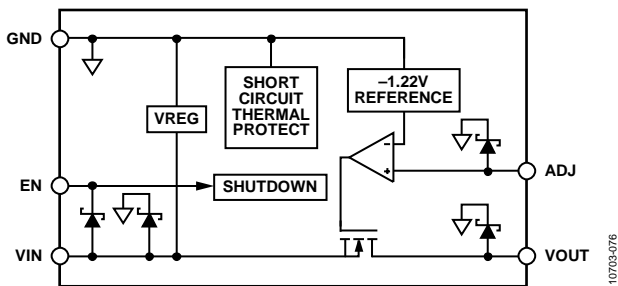 GND
SHORT
CIRCUIT
THERMAL
PROTECT
–1.22V
REFERENCE
VREG
–
+
ADJ
EN
SHUTDOWN
VIN
VOUT
10703-076